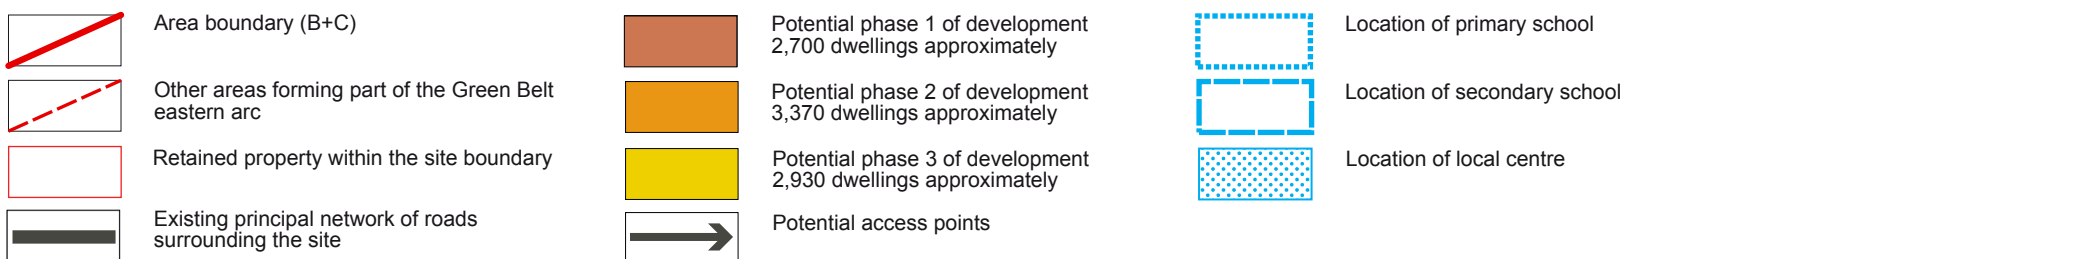 Area boundary (B+C)
Other areas forming part of the Green Belt
eastern arc
Retained property within the site boundary
Existing principal network of roads
surrounding the site
Potential phase 1 of development
2,700 dwellings approximately
Potential phase 2 of development
3,370 dwellings approximately
Potential phase 3 of development
2,930 dwellings approximately
Potential access points
Location of primary school
Location of secondary school
Location of local centre